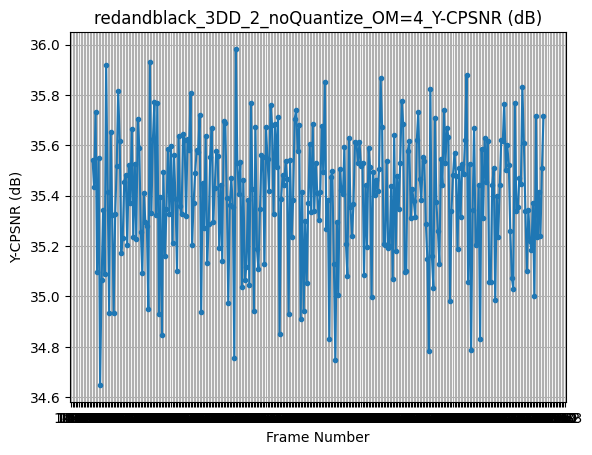 redandblack_3DD_2_noQuantize_OM=4_Y-CPSNR (dB)
36.0
35.8
35.6
35.4
35.2
35.0
34.8
34.6
Y-CPSNR (dB)
Frame Number